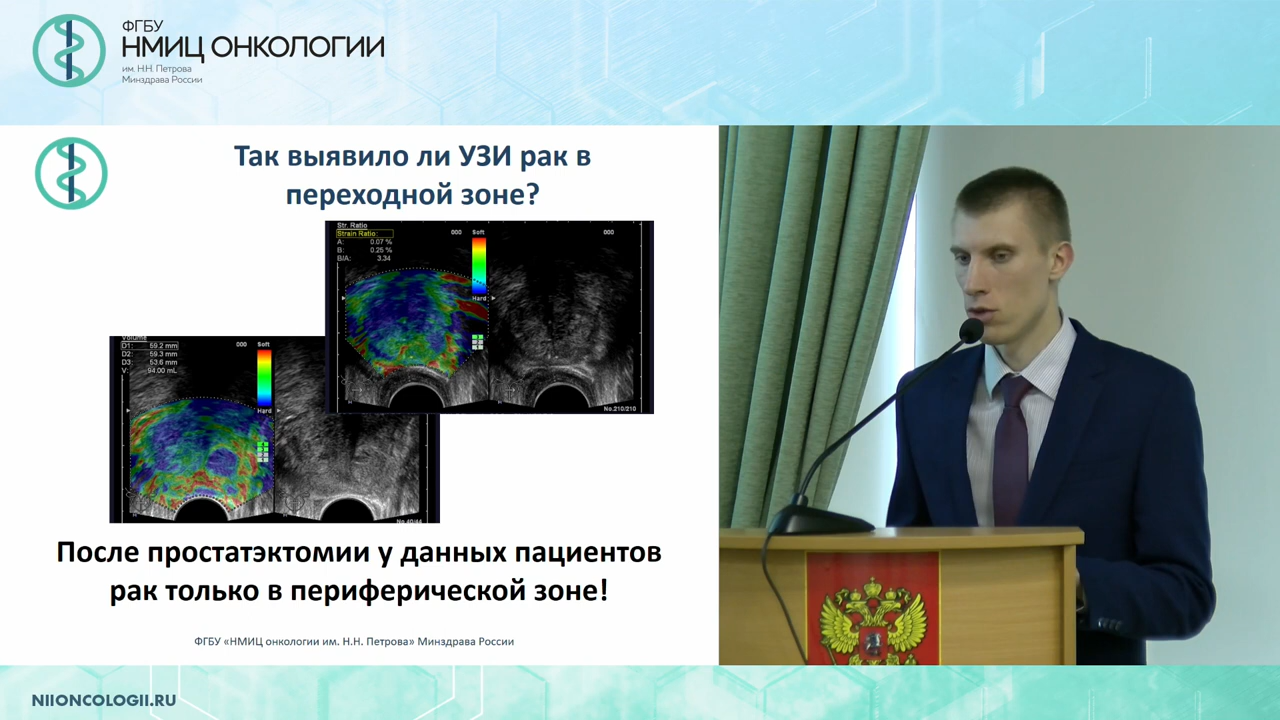 ФГБУ
НМИЦ ОНКОЛОГИИ
им. Н.Н. Петрова
Минздрава России
Так выявило ли УЗИ рак в
переходной зоне?
Str. Ratio
Strain Ratio:
A: 0.07 %
B: 0.25 %
B/A: 3.34
000
Soft
Hard
000
No.210/210
Volume
D1: 59.2 mm
D2: 59.3 mm
D3: 53.6 mm
V: 94.00 mL
000
Soft
Hard
После простатэктомии у данных пациентов
рак только в периферической зоне!
ФГБУ «НМИЦ онкологии им. Н.Н. Петрова» Минздрава России
NIIONCOLOGII.RU